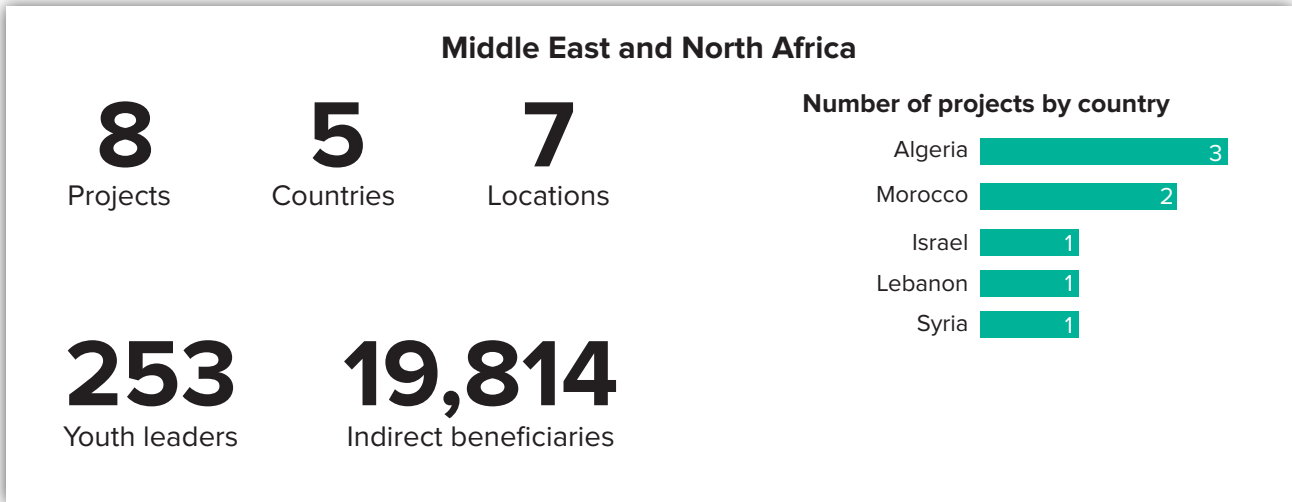 Middle East and North Africa
8
Projects
5
Countries
7
Locations
253
Youth leaders
19,814
Indirect beneficiaries
Number of projects by country
Algeria 3
Morocco 2
Israel 1
Lebanon 1
Syria 1